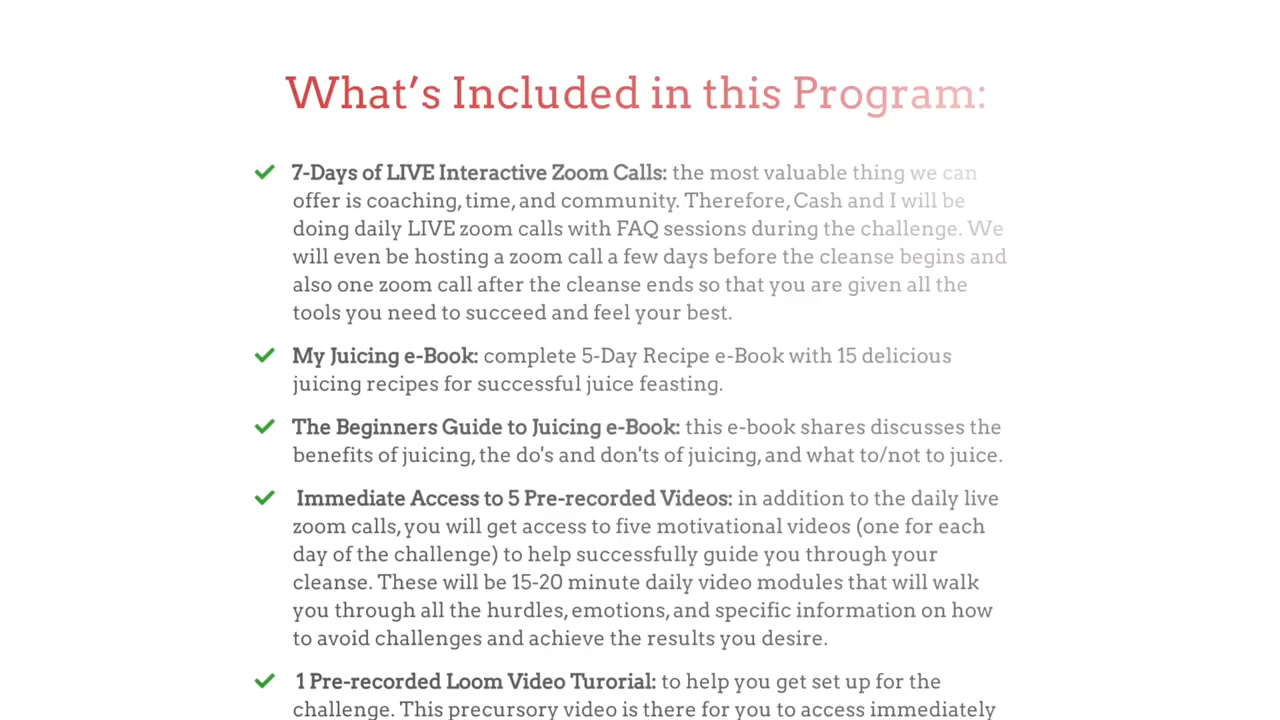 What's Included in this Program:
7-Days of LIVE Interactive Zoom Calls: the most valuable thing we can
offer is coaching, time, and community. Therefore, Cash and I will be
doing daily LIVE zoom calls with FAQ sessions during the challenge. We
will even be hosting a zoom call a few days before the cleanse begins and
also one zoom call after the cleanse ends so that you are given all the
tools you need to succeed and feel your best.
My Juicing e-Book: complete 5-Day Recipe e-Book with 15 delicious
juicing recipes for successful juice feasting.
The Beginners Guide to Juicing e-Book: this e-book shares discusses the
benefits of juicing, the do's and don'ts of juicing, and what to/not to juice.
Immediate Access to 5 Pre-recorded Videos: in addition to the daily live
zoom calls, you will get access to five motivational videos (one for each
day of the challenge) to help successfully guide you through your
cleanse. These will be 15-20 minute daily video modules that will walk
you through all the hurdles, emotions, and specific information on how
to avoid challenges and achieve the results you desire.
1 Pre-recorded Loom Video Turorial: to help you get set up for the
challenge. This precursory video is there for you to access immediately